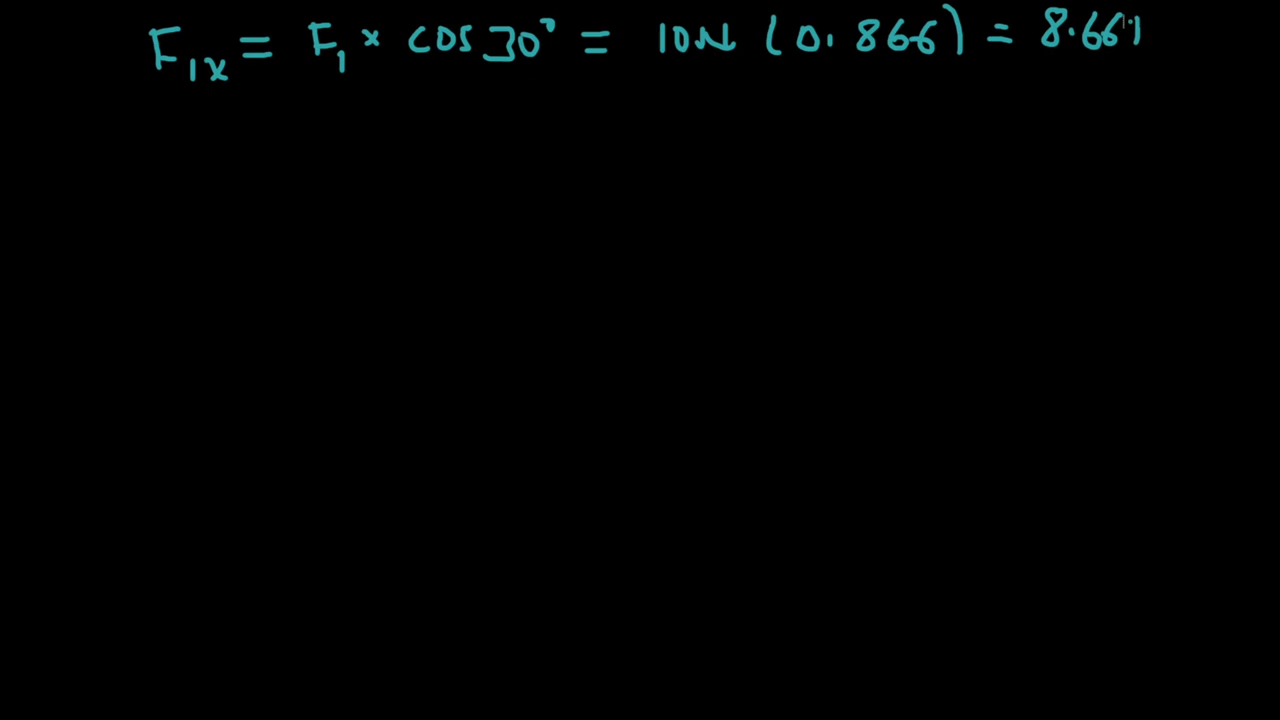 F₁ₓ = F₁ × cos 30° = 10N (0.866) = 8.66